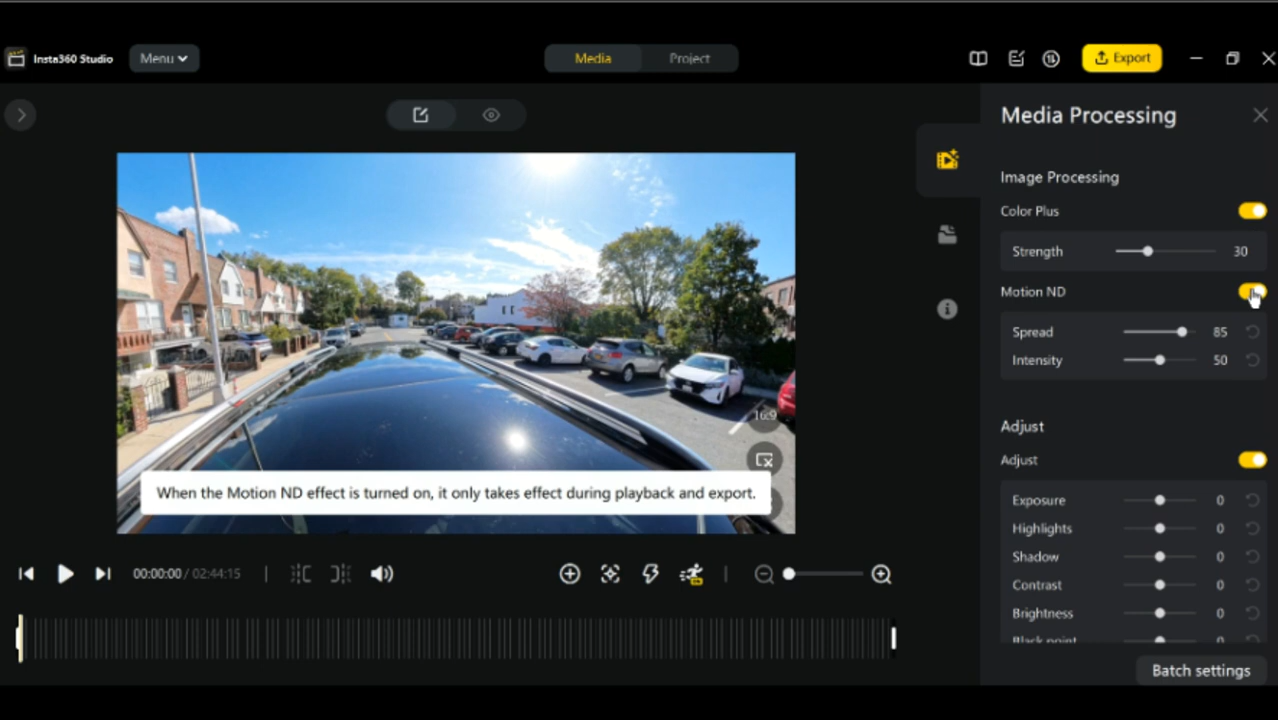 Insta360 Studio
Menu
Media
Project
Export
Media Processing
Image Processing
Color Plus
Strength 30
Motion ND
Spread 85
Intensity 50
Adjust
Adjust
16:9
Exposure 0
When the Motion ND effect is turned on, it only takes effect during playback and export.
Highlights 0
Shadow 0
00:00:00 / 02:44:15
Contrast 0
Brightness 0
Black point 0
Batch settings